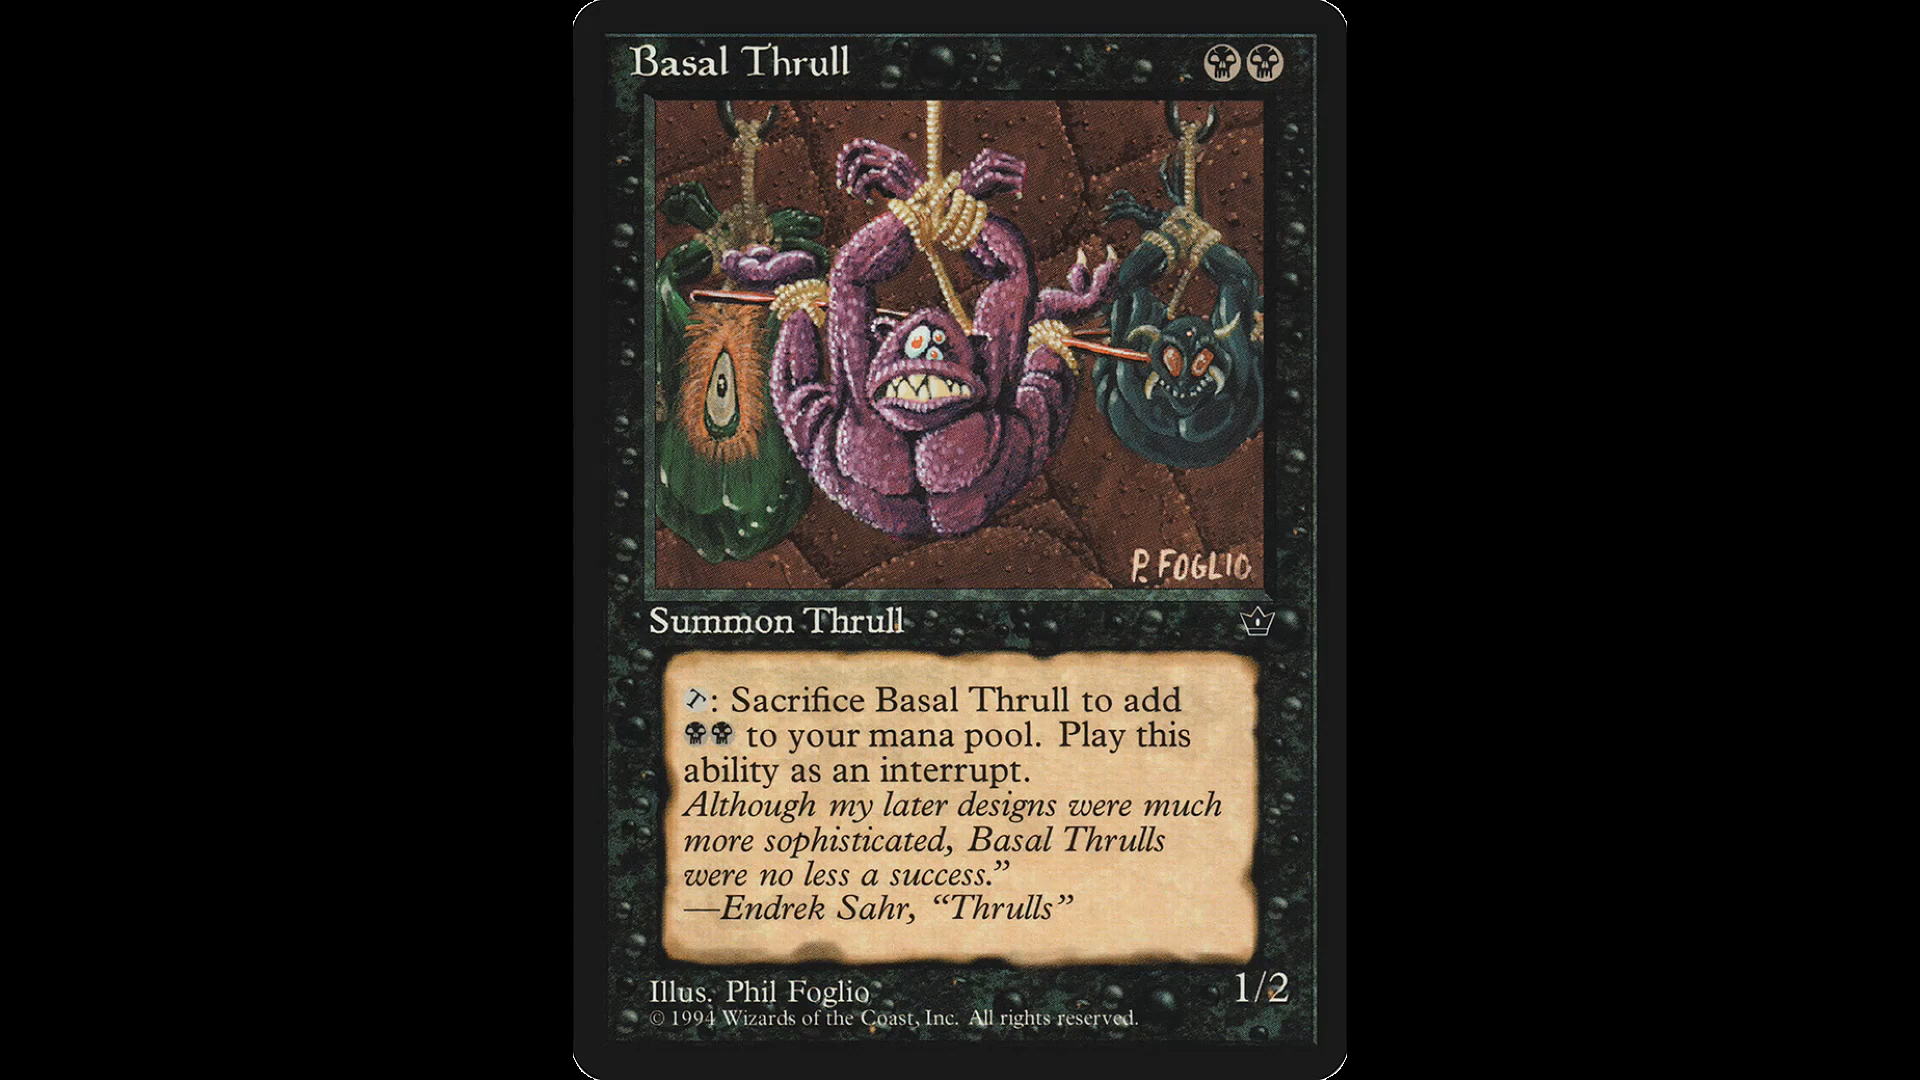 Basal Thrull
P. FOGLIO
Summon Thrull
T: Sacrifice Basal Thrull to add
to your mana pool. Play this
ability as an interrupt.
Although my later designs were much
more sophisticated, Basal Thrulls
were no less a success.”
—Endrek Sahr, “Thrulls”
1/2
Illus. Phil Foglio
© 1994 Wizards of the Coast, Inc. All rights reserved.